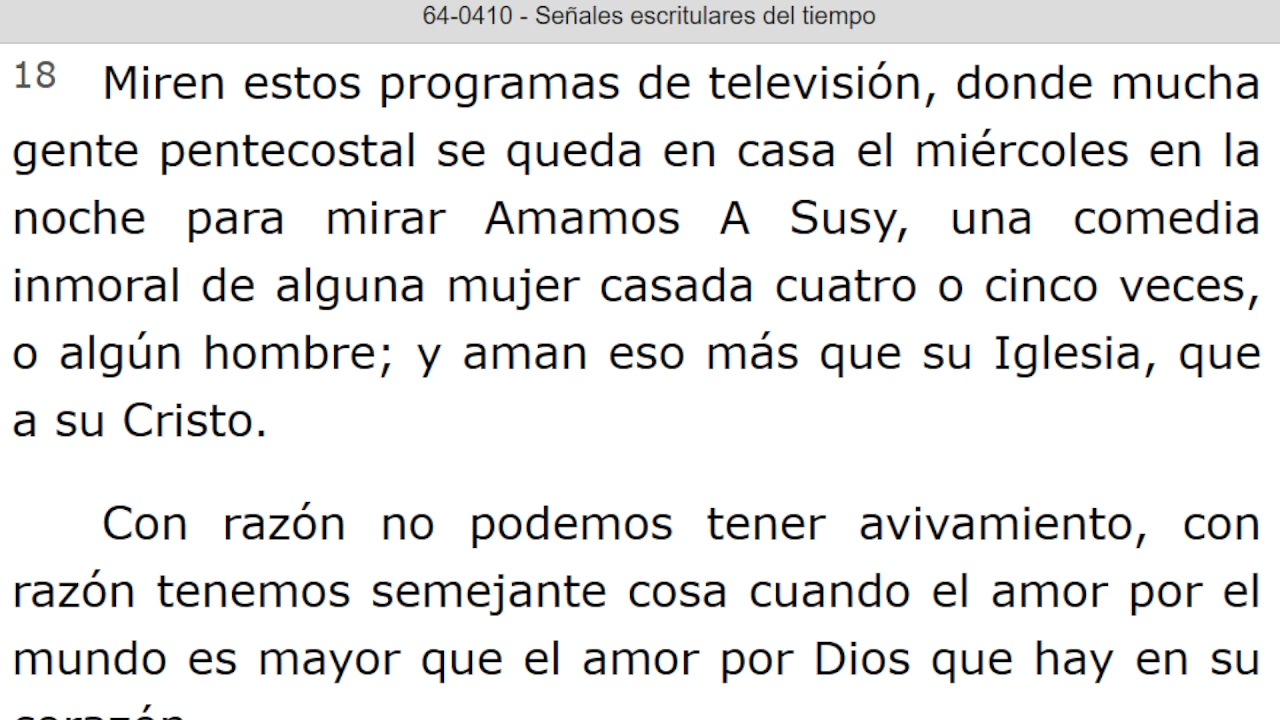 64-0410 - Señales escritulares del tiempo
18 Miren estos programas de televisión, donde mucha
gente pentecostal se queda en casa el miércoles en la
noche para mirar Amamos A Susy, una comedia
inmoral de alguna mujer casada cuatro o cinco veces,
o algún hombre; y aman eso más que su Iglesia, que
a su Cristo.
Con razón no podemos tener avivamiento, con
razón tenemos semejante cosa cuando el amor por el
mundo es mayor que el amor por Dios que hay en su
corazón